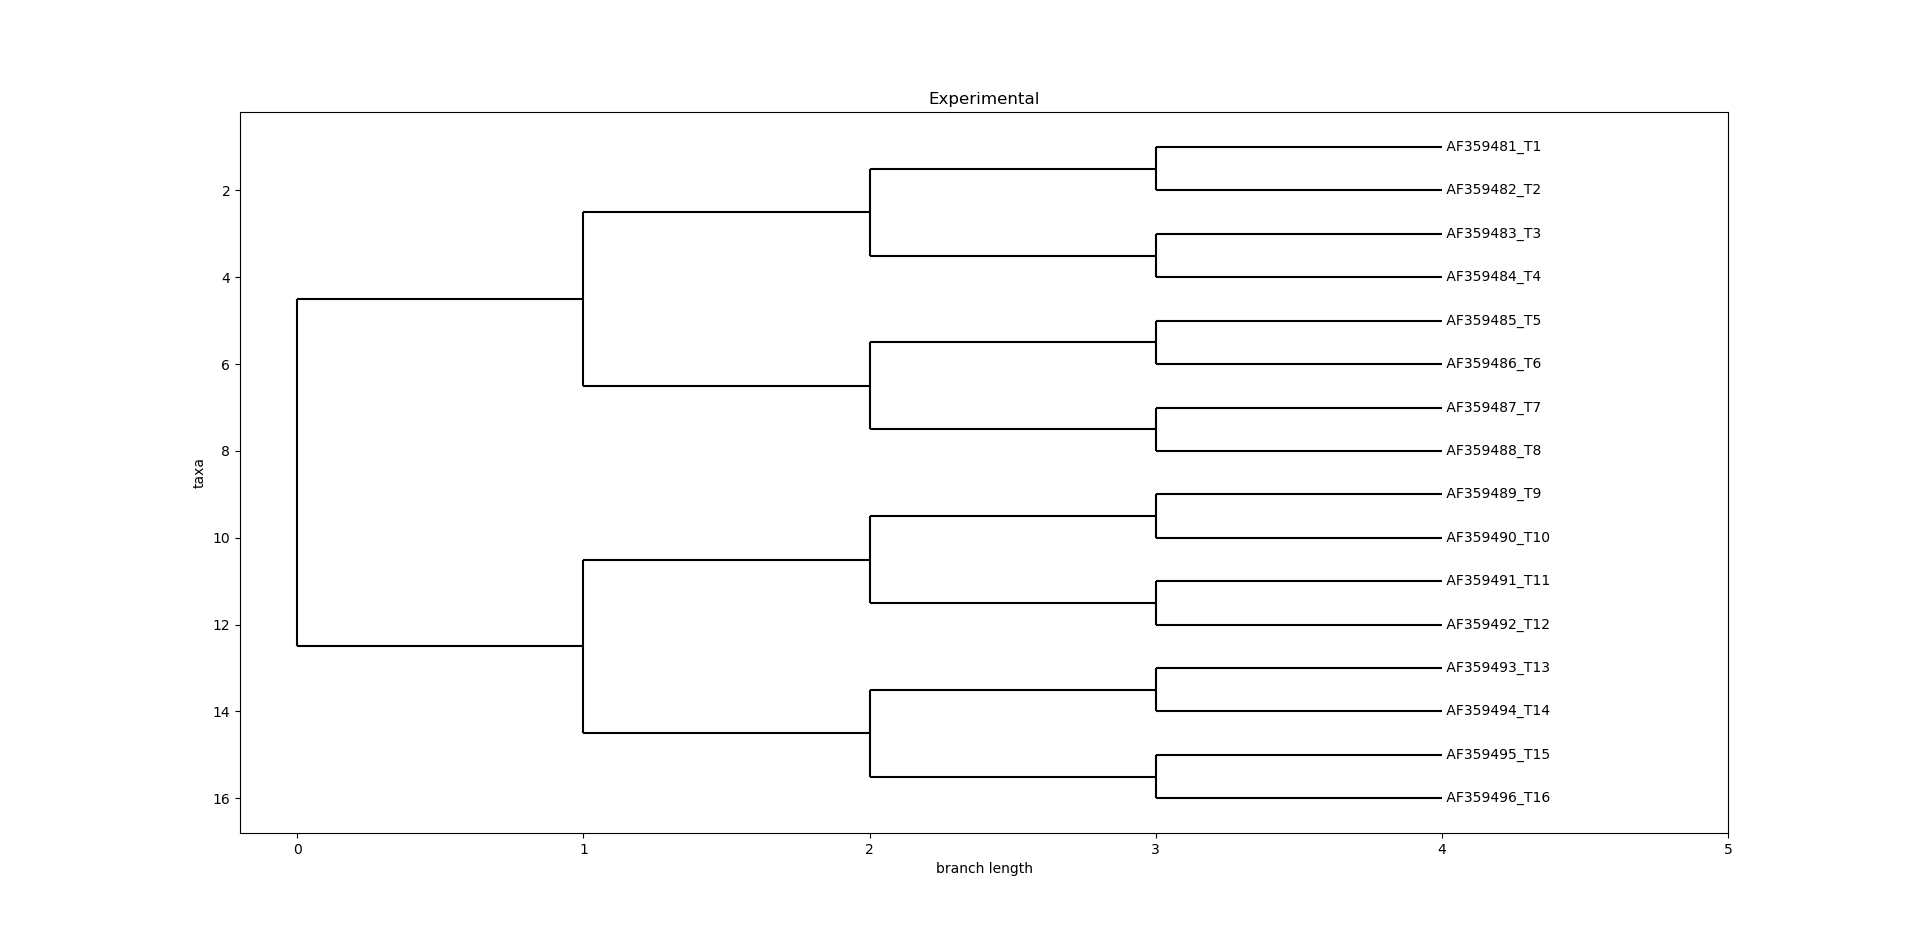 Experimental
AF359481_T1
2
AF359482_T2
AF359483_T3
4
AF359484_T4
AF359485_T5
6
AF359486_T6
AF359487_T7
8
AF359488_T8
taxa
AF359489_T9
10
AF359490_T10
AF359491_T11
12
AF359492_T12
AF359493_T13
14
AF359494_T14
AF359495_T15
16
AF359496_T16
0 1 2 3 4 5
branch length